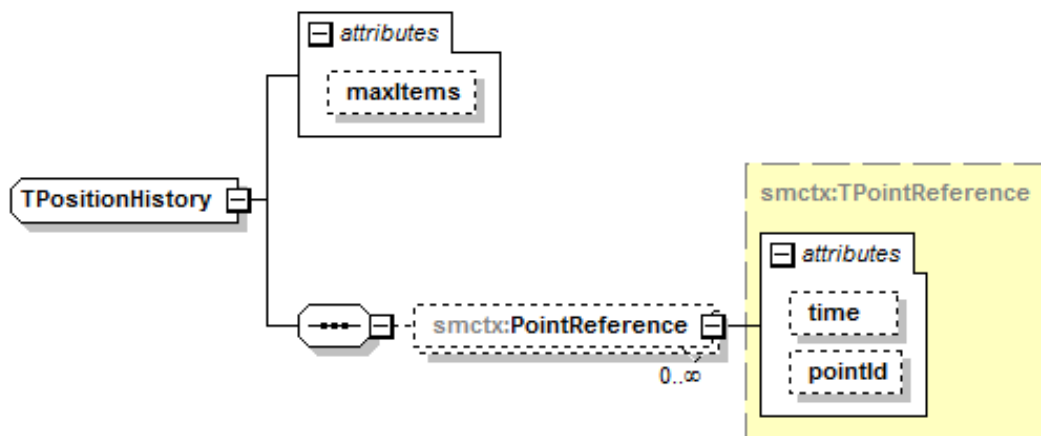 attributes
maxItems
TPositionHistory
smctx:TPointReference
attributes
time
smctx:PointReference
pointId
0..∞